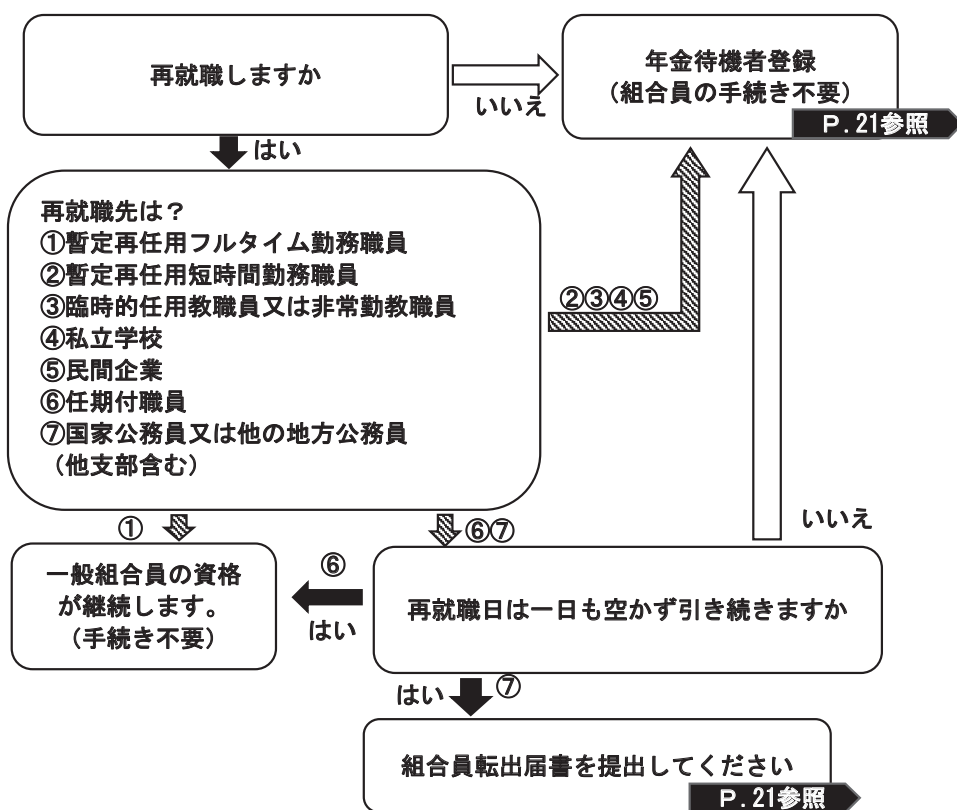 再就職しますか
いいえ
年金待機者登録
(組合員の手続き不要)
P.21参照
はい
再就職先は？
①暫定再任用フルタイム勤務職員
②暫定再任用短時間勤務職員
③臨時的任用教職員又は非常勤教職員
④私立学校
⑤民間企業
⑥任期付職員
⑦国家公務員又は他の地方公務員
(他支部含む)
②③④⑤
いいえ
①
⑥⑦
一般組合員の資格
が継続します。
(手続き不要)
⑥
はい
再就職日は一日も空かず引き続きますか
はい
⑦
組合員転出届書を提出してください
P.21参照